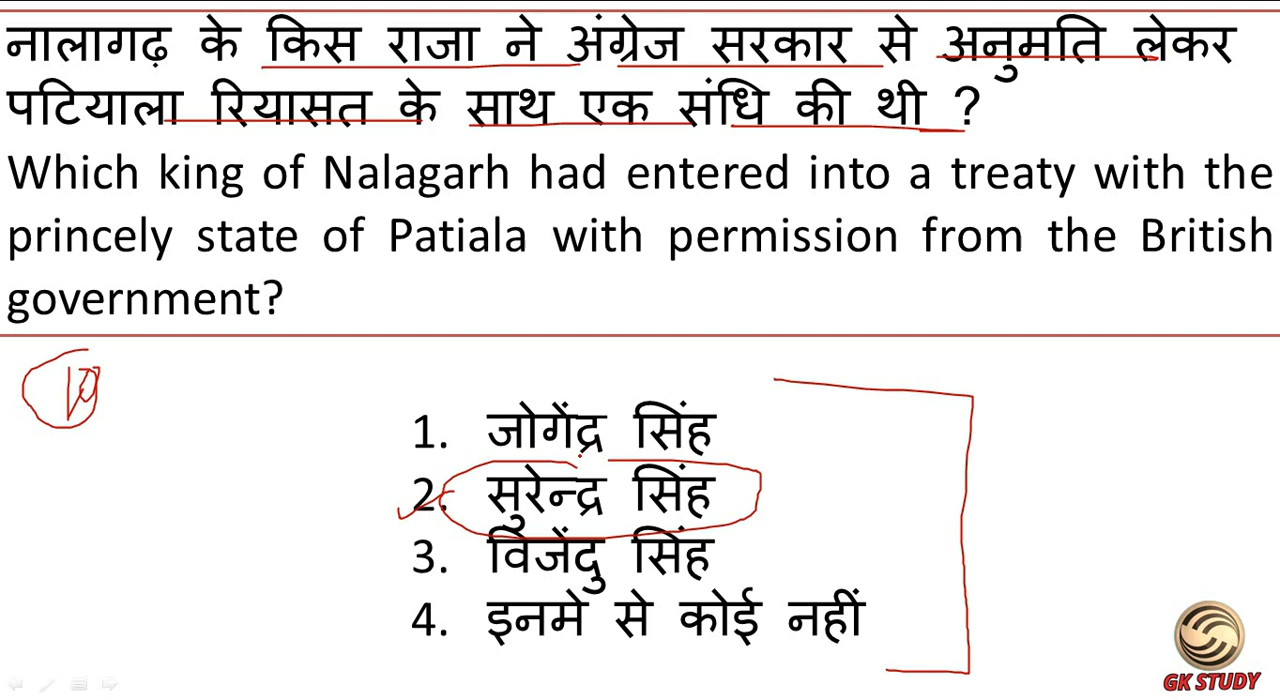 नालागढ़ के किस राजा ने अंग्रेज सरकार से अनुमति लेकर
पटियाला रियासत के साथ एक संधि की थी ?
Which king of Nalagarh had entered into a treaty with the
princely state of Patiala with permission from the British
government?
1. जोगेंद्र सिंह
2. सुरेन्द्र सिंह
3. विजेंदु सिंह
4. इनमे से कोई नहीं
GK STUDY